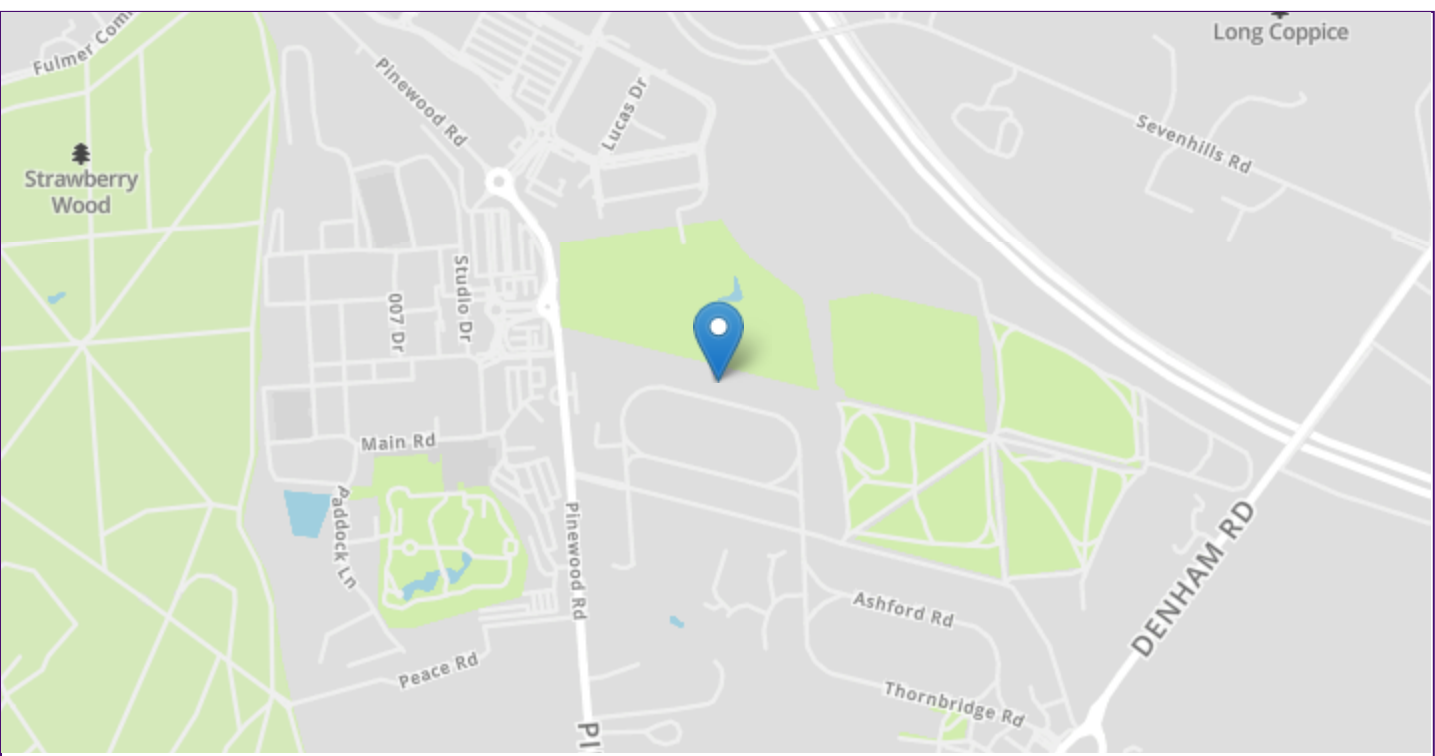 Long Coppice
Fulmer Com
Pinewood Rd
Lucas Dr
Sevenhills Rd
Strawberry
Wood
Studio Dr
007 Dr
Main Rd
Paddock Ln
Pinewood Rd
DENHAM RD
Ashford Rd
Peace Rd
Thornbridge Rd
PI